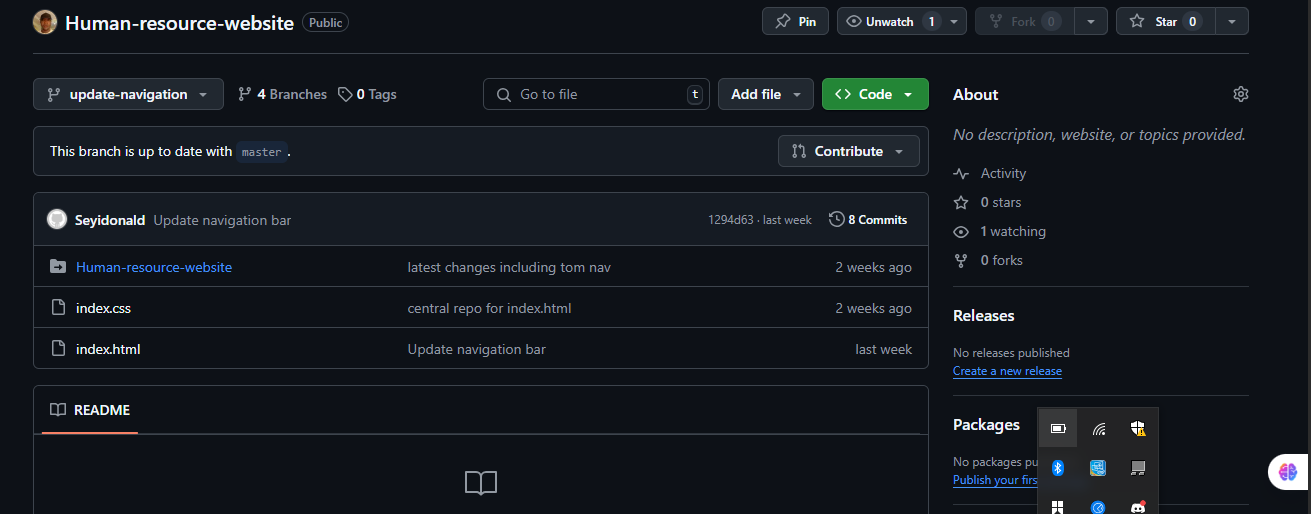 Human-resource-website Public Pin Unwatch 1 Fork 0 Star 0
update-navigation 4 Branches 0 Tags Go to file t Add file Code
This branch is up to date with master .
Contribute
Seyidonald Update navigation bar 1294d63 · last week 8 Commits
Human-resource-website latest changes including tom nav 2 weeks ago
index.css central repo for index.html 2 weeks ago
index.html Update navigation bar last week
README
About
No description, website, or topics provided.
Activity
0 stars
1 watching
0 forks
Releases
No releases published
Create a new release
Packages
No packages
Publish your